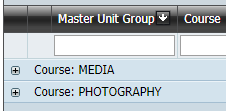 Master Unit Group Course
Course: MEDIA
Course: PHOTOGRAPHY